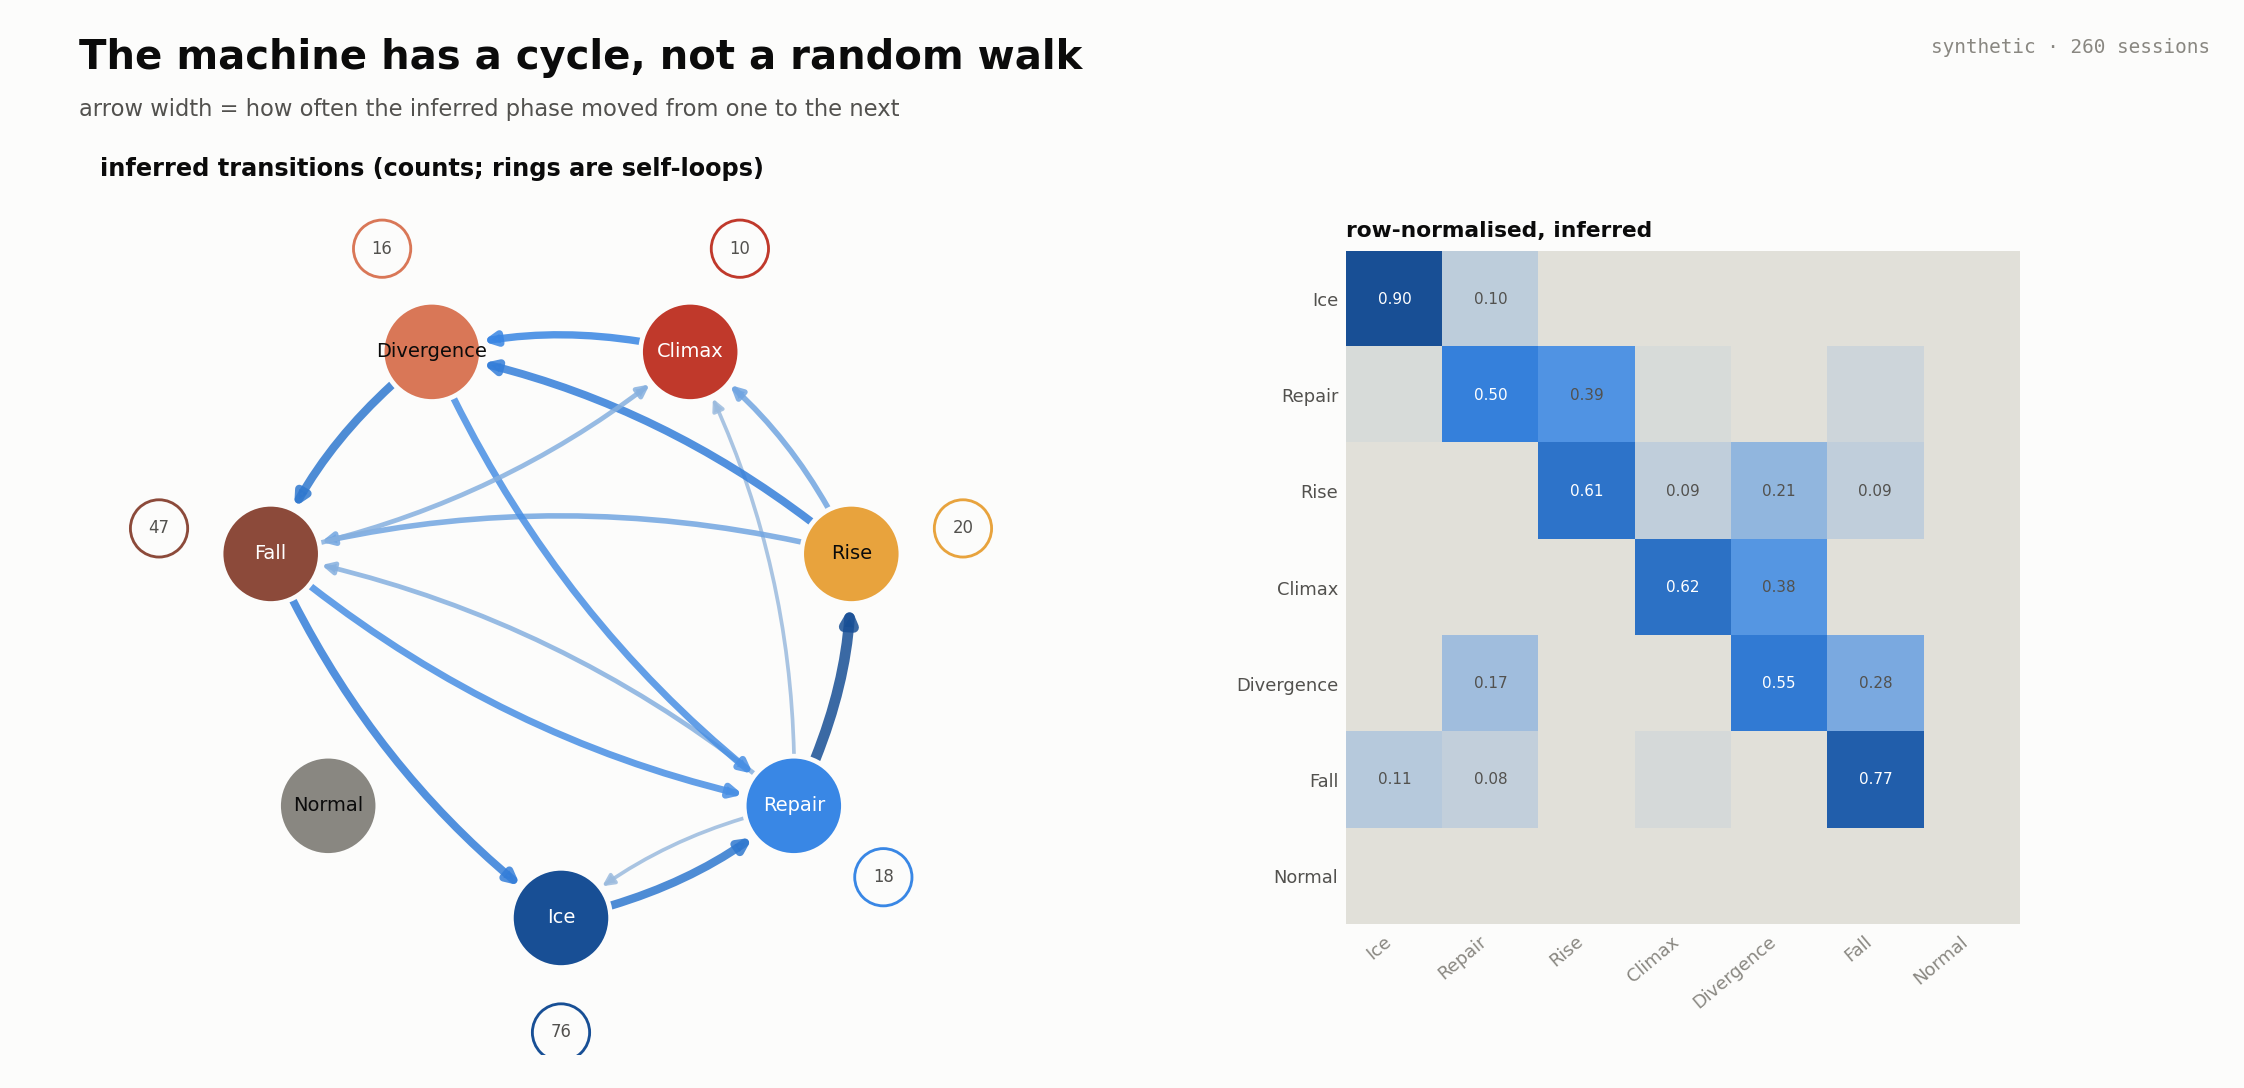 The machine has a cycle, not a random walk
synthetic · 260 sessions
arrow width = how often the inferred phase moved from one to the next
inferred transitions (counts; rings are self-loops)
16
10
Divergence
Climax
47
Fall
Rise
20
Normal
Repair
18
Ice
76
row-normalised, inferred
Ice 0.90 0.10
Repair 0.50 0.39
Rise 0.61 0.09 0.21 0.09
Climax 0.62 0.38
Divergence 0.17 0.55 0.28
Fall 0.11 0.08 0.77
Normal
Ice Repair Rise Climax Divergence Fall Normal